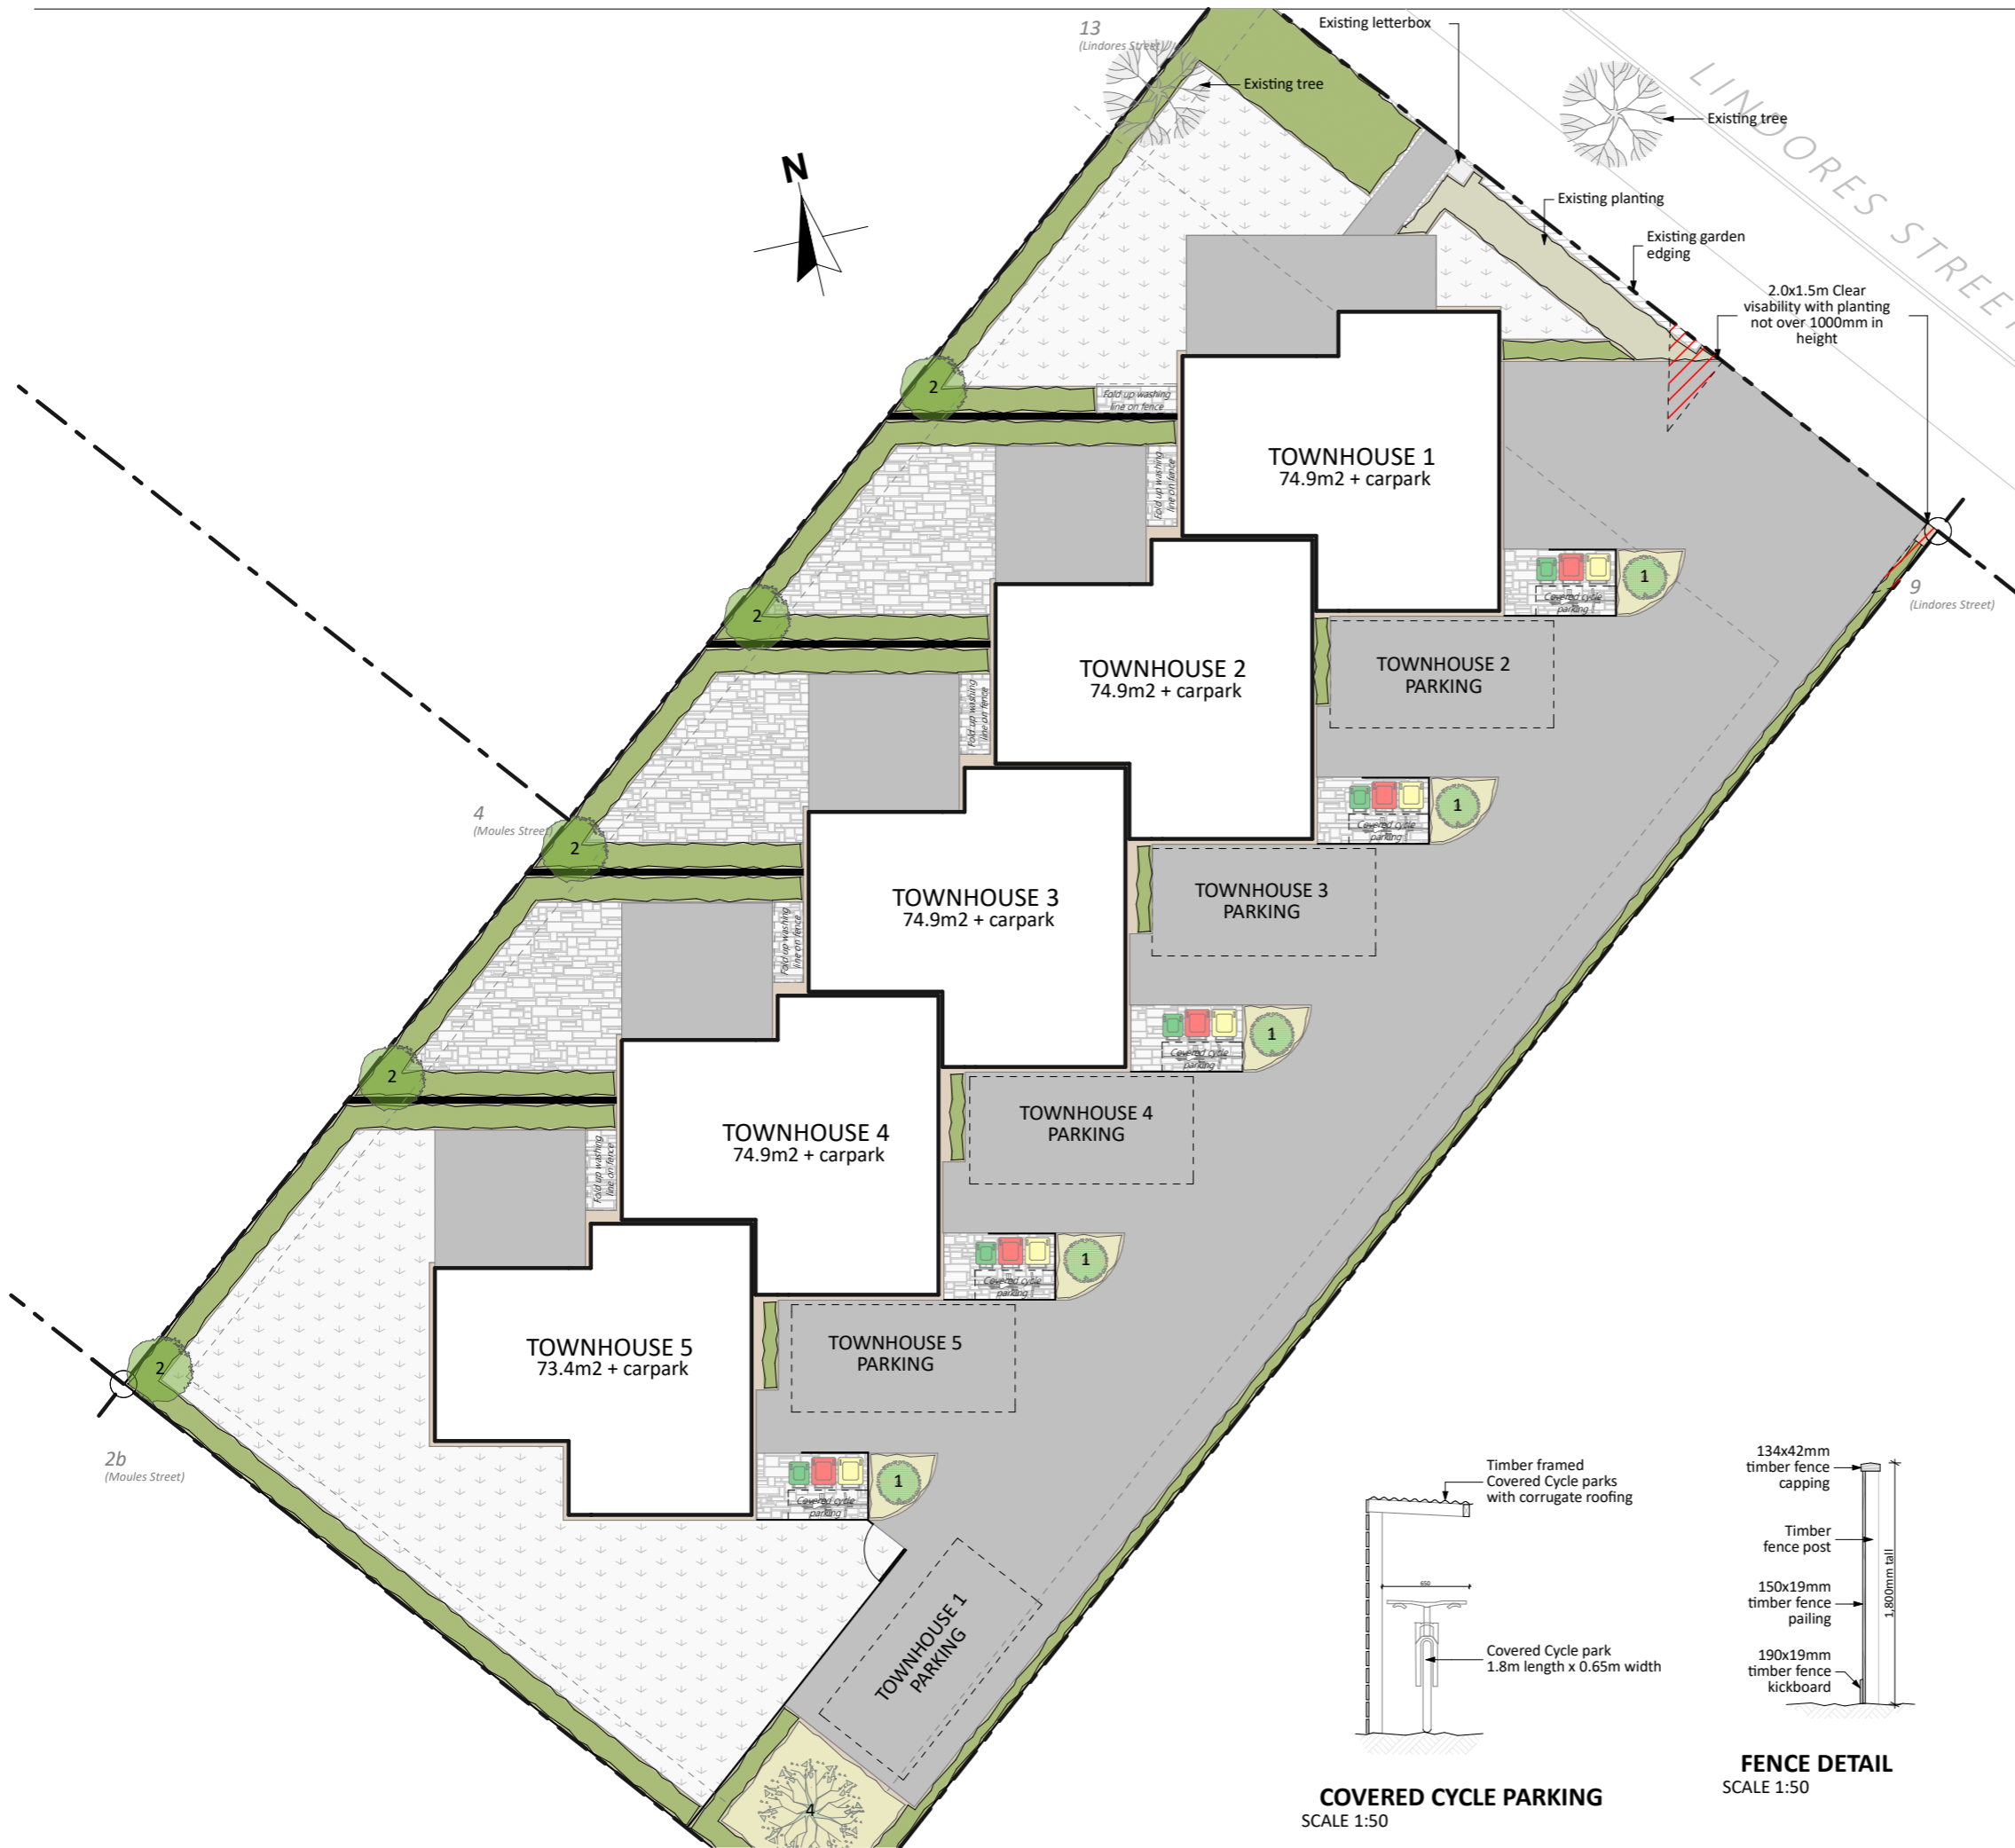 13
(Lindores Street)
Existing letterbox
Existing tree
Existing tree
LINDORES STREET
N
Existing planting
Existing garden
edging
2.0x1.5m Clear
visability with planting
not over 1000mm in
height
2
Fold up washing
line on fence
Fold up washing
line on fence
TOWNHOUSE 1
74.9m2 + carpark
Covered cycle
parking
1
9
(Lindores Street)
2
TOWNHOUSE 2
74.9m2 + carpark
TOWNHOUSE 2
PARKING
Fold up washing
line on fence
Covered cycle
parking
1
4
(Moules Street)
2
TOWNHOUSE 3
74.9m2 + carpark
TOWNHOUSE 3
PARKING
Fold up washing
line on fence
Covered cycle
parking
1
2
TOWNHOUSE 4
74.9m2 + carpark
TOWNHOUSE 4
PARKING
Fold up washing
line on fence
Covered cycle
parking
1
2
TOWNHOUSE 5
73.4m2 + carpark
TOWNHOUSE 5
PARKING
2b
(Moules Street)
Covered cycle
parking
1
TOWNHOUSE 1
PARKING
4
Timber framed
Covered Cycle parks
with corrugate roofing
650
Covered Cycle park
1.8m length x 0.65m width
COVERED CYCLE PARKING
SCALE 1:50
134x42mm
timber fence
capping
Timber
fence post
150x19mm
timber fence
pailing
190x19mm
timber fence
kickboard
1,800mm tall
FENCE DETAIL
SCALE 1:50